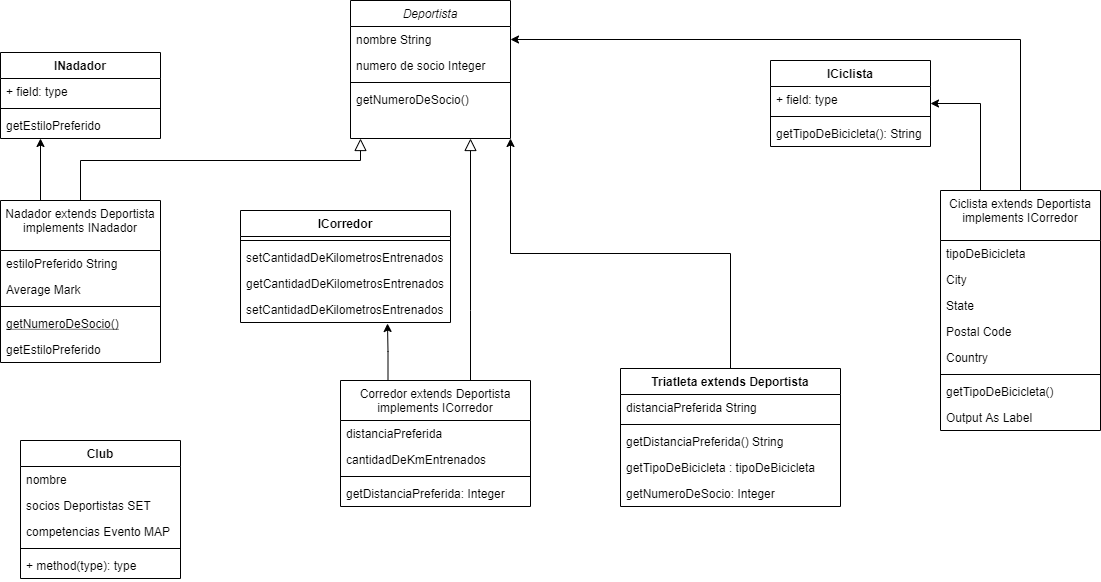 Deportista
nombre String
numero de socio Integer
getNumeroDeSocio()
INadador
+ field: type
getEstiloPreferido
ICiclista
+ field: type
getTipoDeBicicleta(): String
Nadador extends Deportista
implements INadador
estiloPreferido String
Average Mark
getNumeroDeSocio()
getEstiloPreferido
ICorredor
setCantidadDeKilometrosEntrenados
getCantidadDeKilometrosEntrenados
setCantidadDeKilometrosEntrenados
Ciclista extends Deportista
implements ICorredor
tipoDeBicicleta
City
State
Postal Code
Country
getTipoDeBicicleta()
Output As Label
Corredor extends Deportista
implements ICorredor
distanciaPreferida
cantidadDeKmEntrenados
getDistanciaPreferida: Integer
Triatleta extends Deportista
distanciaPreferida String
getDistanciaPreferida() String
getTipoDeBicicleta : tipoDeBicicleta
getNumeroDeSocio: Integer
Club
nombre
socios Deportistas SET
competencias Evento MAP
+ method(type): type